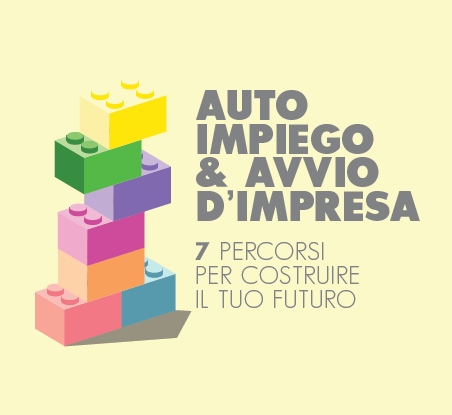 AUTO
IMPIEGO
& AVVIO
D'IMPRESA
7 PERCORSI
PER COSTRUIRE
IL TUO FUTURO